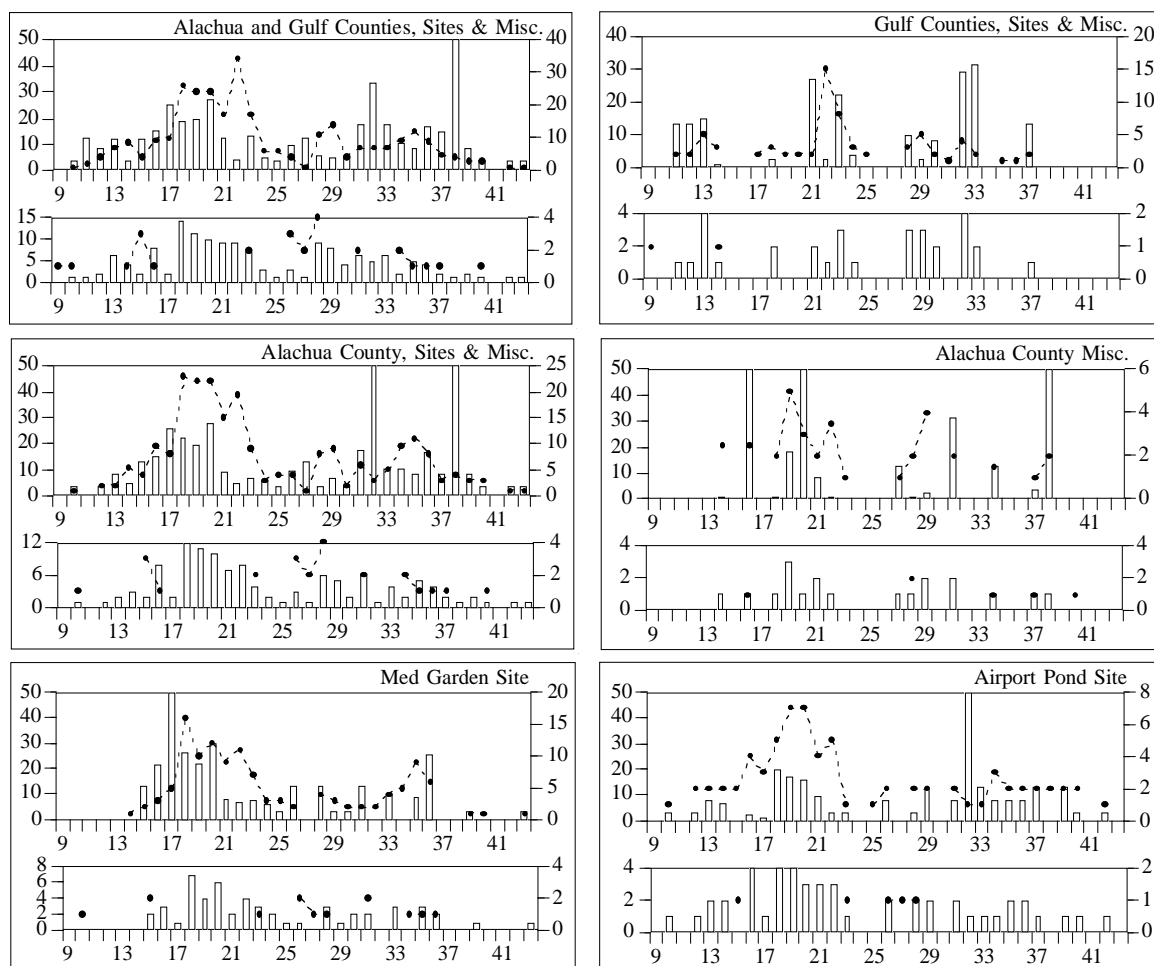 Alachua and Gulf Counties, Sites & Misc.
50 40 30 20 10 0
40 30 20 10 0
9 13 17 21 25 29 33 37 41
15 10 5 0
4 2 0
9 13 17 21 25 29 33 37 41
Gulf Counties, Sites & Misc.
40 30 20 10 0
20 15 10 5 0
9 13 17 21 25 29 33 37 41
4 2 0
2 1 0
9 13 17 21 25 29 33 37 41
Alachua County, Sites & Misc.
50 40 30 20 10 0
25 20 15 10 5 0
9 13 17 21 25 29 33 37 41
12 6 0
4 2 0
9 13 17 21 25 29 33 37 41
Alachua County Misc.
50 40 30 20 10 0
6 4 2 0
9 13 17 21 25 29 33 37 41
4 2 0
4 2 0
9 13 17 21 25 29 33 37 41
Med Garden Site
50 40 30 20 10 0
20 15 10 5 0
9 13 17 21 25 29 33 37 41
8 6 4 2 0
4 2 0
9 13 17 21 25 29 33 37 41
Airport Pond Site
50 40 30 20 10 0
8 6 4 2 0
9 13 17 21 25 29 33 37 41
4 2 0
2 1 0
9 13 17 21 25 29 33 37 41